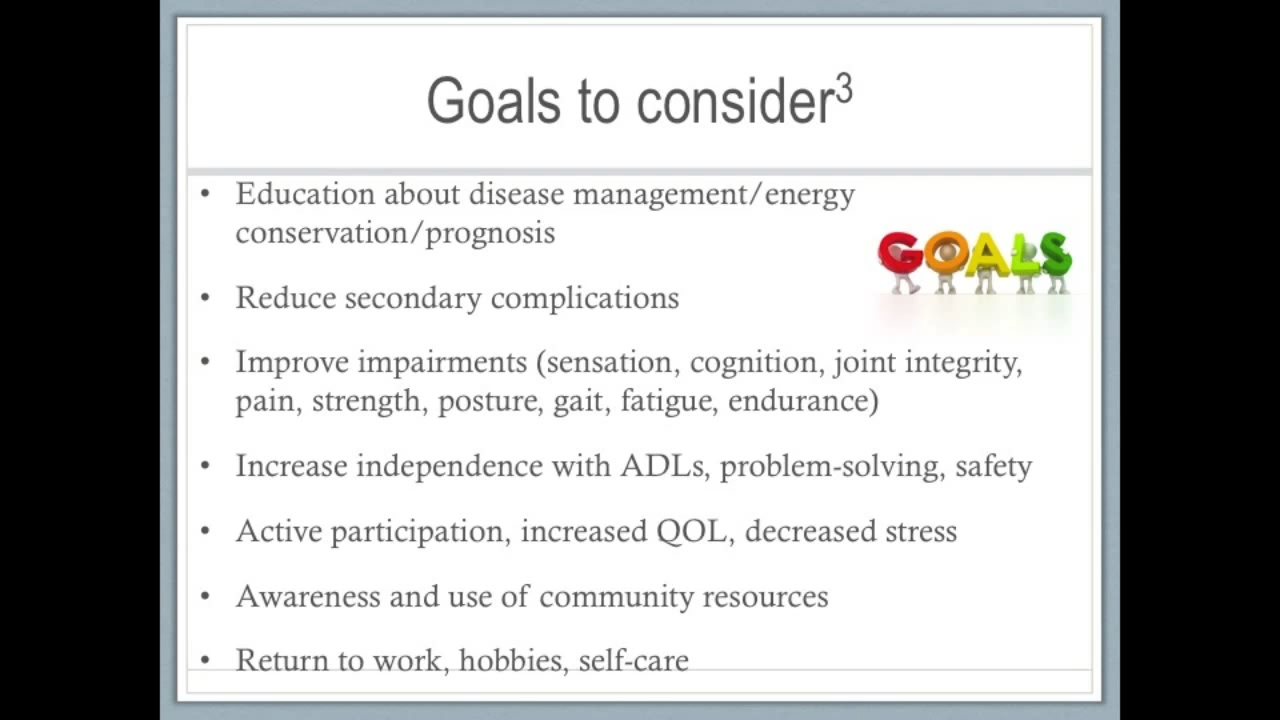 Goals to consider³
• Education about disease management/energy
conservation/prognosis
GOALS
• Reduce secondary complications
• Improve impairments (sensation, cognition, joint integrity,
pain, strength, posture, gait, fatigue, endurance)
• Increase independence with ADLs, problem-solving, safety
• Active participation, increased QOL, decreased stress
• Awareness and use of community resources
• Return to work, hobbies, self-care